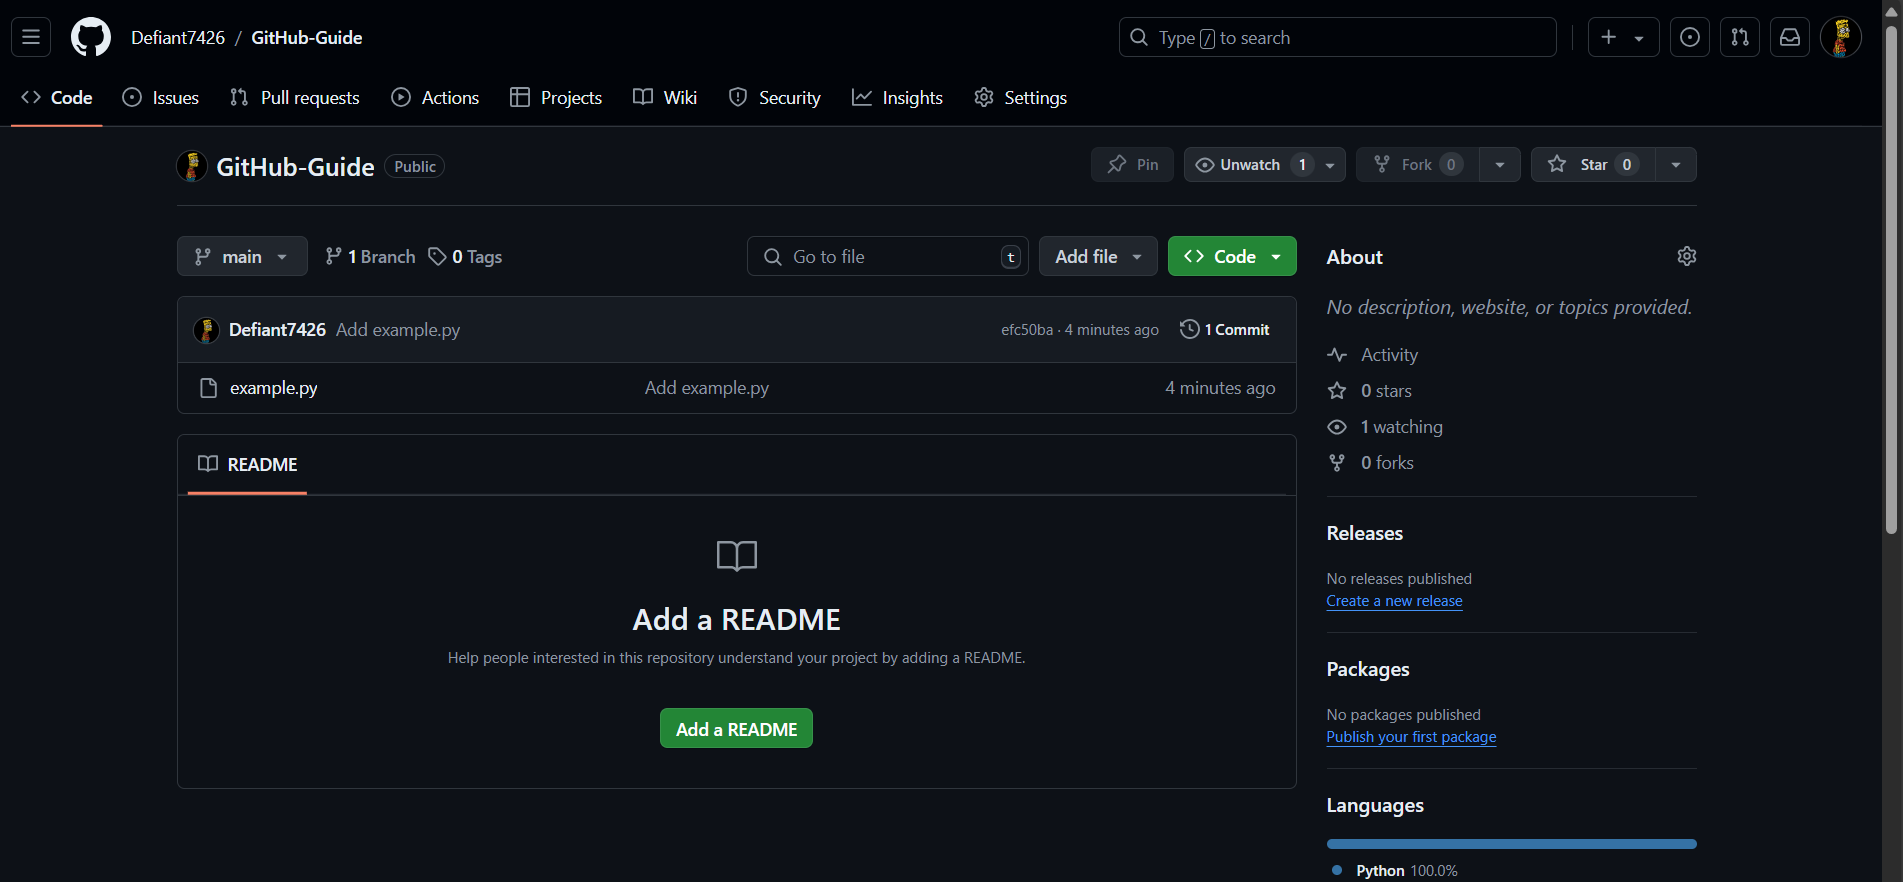 Defiant7426 / GitHub-Guide
Type / to search
Code Issues Pull requests Actions Projects Wiki Security Insights Settings
GitHub-Guide Public
Pin Unwatch 1 Fork 0 Star 0
main 1 Branch 0 Tags Go to file t Add file Code
Defiant7426 Add example.py efc50ba · 4 minutes ago 1 Commit
example.py Add example.py 4 minutes ago
README
Add a README
Help people interested in this repository understand your project by adding a README.
Add a README
About
No description, website, or topics provided.
Activity
0 stars
1 watching
0 forks
Releases
No releases published
Create a new release
Packages
No packages published
Publish your first package
Languages
Python 100.0%